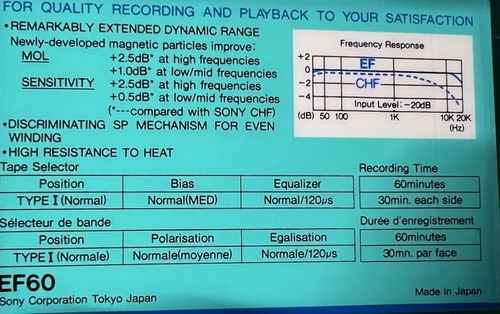 FOR QUALITY RECORDING AND PLAYBACK TO YOUR SATISFACTION
•REMARKABLY EXTENDED DYNAMIC RANGE
Newly-developed magnetic particles improve:
MOL +2.5dB* at high frequencies
+1.0dB* at low/mid frequencies
SENSITIVITY +2.5dB* at high frequencies
+0.5dB* at low/mid frequencies
(*---compared with SONY CHF)
•DISCRIMINATING SP MECHANISM FOR EVEN
WINDING
•HIGH RESISTANCE TO HEAT
Frequency Response
+2
0
−2
−4
EF
CHF
Input Level: −20dB
(dB) 50 100 1K 10K 20K
(Hz)
Tape Selector
Position Bias Equalizer
TYPE I (Normal) Normal(MED) Normal/120μs
Recording Time
60minutes
30min. each side
Sélecteur de bande
Position Polarisation Egalisation
TYPE I (Normale) Normale(moyenne) Normale/120μs
Durée d'enregistrement
60minutes
30mn. par face
EF60
Sony Corporation Tokyo Japan
Made in Japan